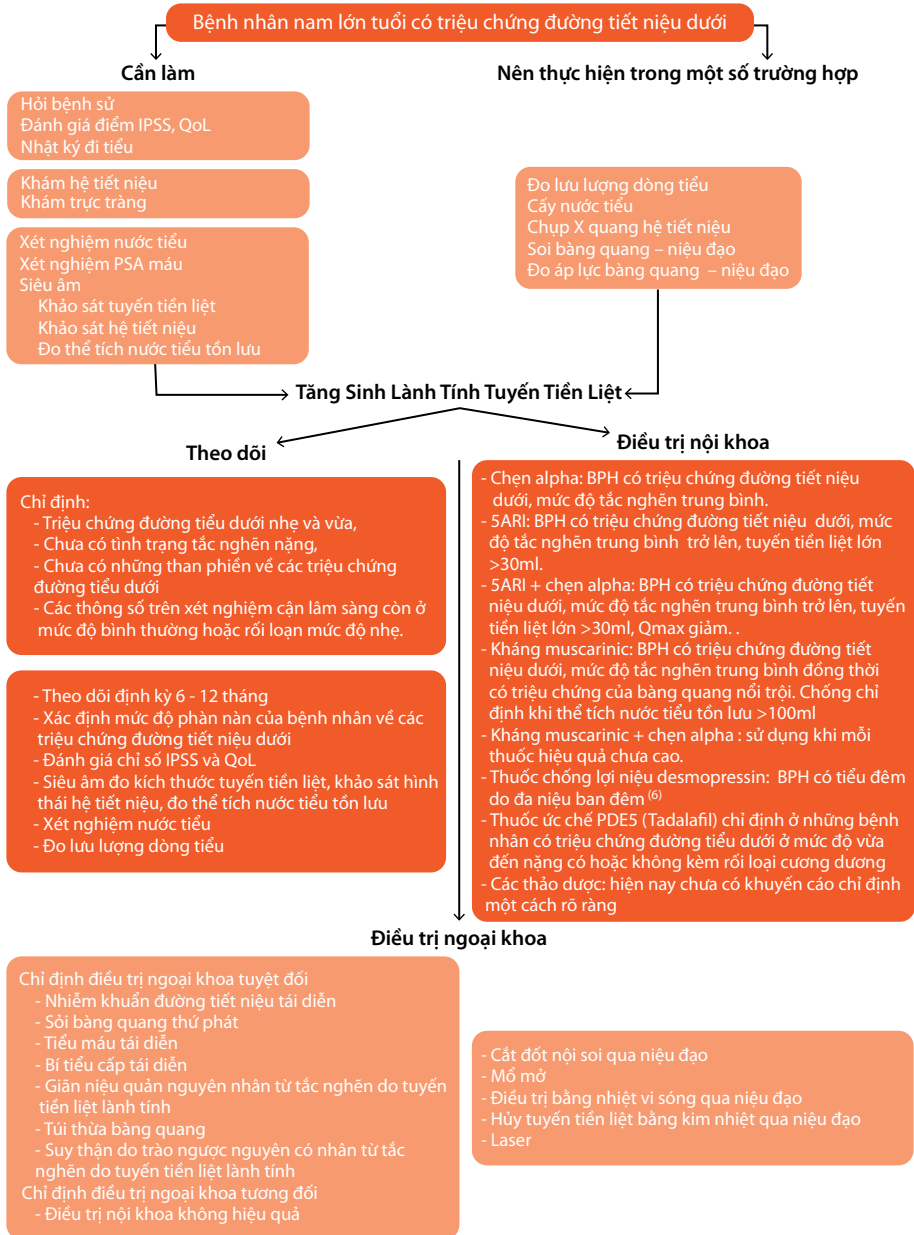 Bệnh nhân nam lớn tuổi có triệu chứng đường tiết niệu dưới
Cần làm
Nên thực hiện trong một số trường hợp
Hỏi bệnh sử
Đánh giá điểm IPSS, QoL
Nhật ký đi tiểu
Khám hệ tiết niệu
Khám trực tràng
Xét nghiệm nước tiểu
Xét nghiệm PSA máu
Siêu âm
Khảo sát tuyến tiền liệt
Khảo sát hệ tiết niệu
Đo thể tích nước tiểu tồn lưu
Đo lưu lượng dòng tiểu
Cấy nước tiểu
Chụp X quang hệ tiết niệu
Soi bàng quang – niệu đạo
Đo áp lực bàng quang – niệu đạo
Tăng Sinh Lành Tính Tuyến Tiền Liệt
Theo dõi
Chỉ định:
- Triệu chứng đường tiểu dưới nhẹ và vừa,
- Chưa có tình trạng tắc nghẽn nặng,
- Chưa có những than phiền về các triệu chứng
đường tiểu dưới
- Các thông số trên xét nghiệm cận lâm sàng còn ở
mức độ bình thường hoặc rối loạn mức độ nhẹ.
- Theo dõi định kỳ 6 - 12 tháng
- Xác định mức độ phàn nàn của bệnh nhân về các
triệu chứng đường tiết niệu dưới
- Đánh giá chỉ số IPSS và QoL
- Siêu âm đo kích thước tuyến tiền liệt, khảo sát hình
thái hệ tiết niệu, đo thể tích nước tiểu tồn lưu
- Xét nghiệm nước tiểu
- Đo lưu lượng dòng tiểu
Điều trị nội khoa
- Chẹn alpha: BPH có triệu chứng đường tiết niệu
dưới, mức độ tắc nghẽn trung bình.
- 5ARI: BPH có triệu chứng đường tiết niệu dưới, mức
độ tắc nghẽn trung bình trở lên, tuyến tiền liệt lớn
>30ml.
- 5ARI + chẹn alpha: BPH có triệu chứng đường tiết
niệu dưới, mức độ tắc nghẽn trung bình trở lên, tuyến
tiền liệt lớn >30ml, Qmax giảm. .
- Kháng muscarinic: BPH có triệu chứng đường tiết
niệu dưới, mức độ tắc nghẽn trung bình đồng thời
có triệu chứng của bàng quang nổi trội. Chống chỉ
định khi thể tích nước tiểu tồn lưu >100ml
- Kháng muscarinic + chẹn alpha : sử dụng khi mỗi
thuốc hiệu quả chưa cao.
- Thuốc chống lợi niệu desmopressin: BPH có tiểu đêm
do đa niệu ban đêm (6)
- Thuốc ức chế PDE5 (Tadalafil) chỉ định ở những bệnh
nhân có triệu chứng đường tiểu dưới ở mức độ vừa
đến nặng có hoặc không kèm rối loại cương dương
- Các thảo dược: hiện nay chưa có khuyến cáo chỉ định
một cách rõ ràng
Điều trị ngoại khoa
Chỉ định điều trị ngoại khoa tuyệt đối
- Nhiễm khuẩn đường tiết niệu tái diễn
- Sỏi bàng quang thứ phát
- Tiểu máu tái diễn
- Bí tiểu cấp tái diễn
- Giãn niệu quản nguyên nhân từ tắc nghẽn do tuyến
tiền liệt lành tính
- Túi thừa bàng quang
- Suy thận do trào ngược nguyên có nhân từ tắc
nghẽn do tuyến tiền liệt lành tính
Chỉ định điều trị ngoại khoa tương đối
- Điều trị nội khoa không hiệu quả
- Cắt đốt nội soi qua niệu đạo
- Mổ mở
- Điều trị bằng nhiệt vi sóng qua niệu đạo
- Hủy tuyến tiền liệt bằng kim nhiệt qua niệu đạo
- Laser